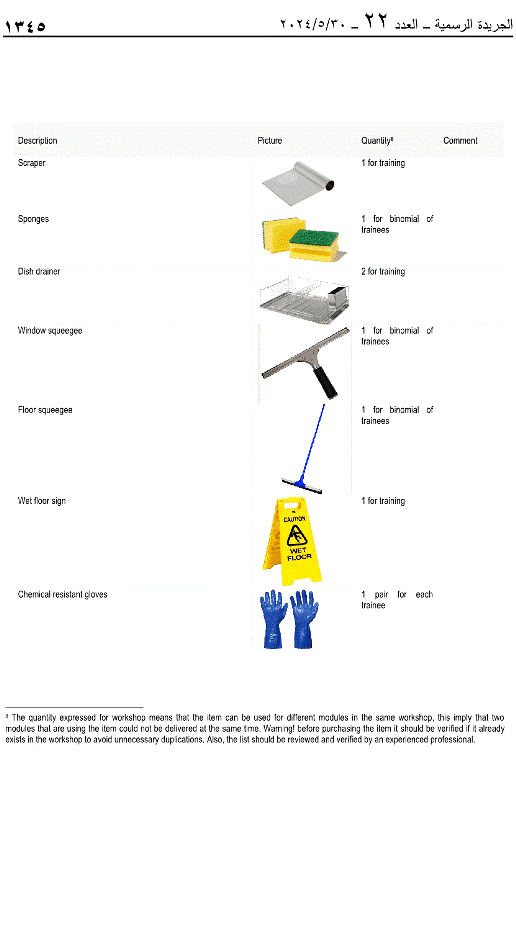 ١٣٤٥
الجريدة الرسمية – العدد ٢٢ – ٢٠٢٤/٥/٣٠
Description Picture Quantity⁸ Comment
Scraper 1 for training
Sponges 1 for binomial of
trainees
Dish drainer 2 for training
Window squeegee 1 for binomial of
trainees
Floor squeegee 1 for binomial of
trainees
Wet floor sign 1 for training
CAUTION
WET
FLOOR
Chemical resistant gloves 1 pair for each
trainee
⁸ The quantity expressed for workshop means that the item can be used for different modules in the same workshop, this imply that two
modules that are using the item could not be delivered at the same time. Warning! before purchasing the item it should be verified if it already
exists in the workshop to avoid unnecessary duplications. Also, the list should be reviewed and verified by an experienced professional.